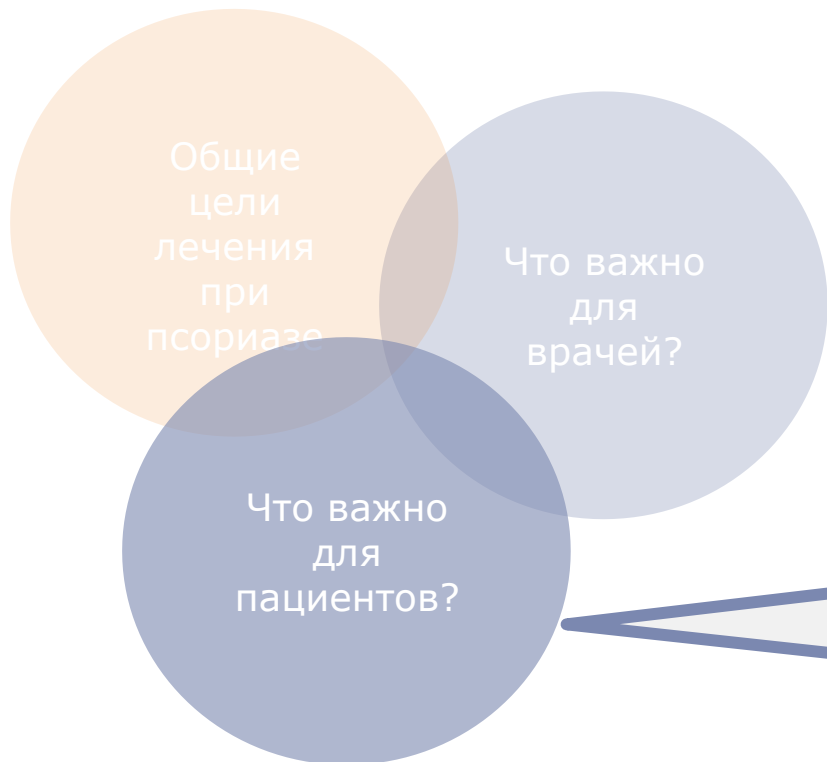 Общие
цели
лечения
при
псориазе
Что важно
для
врачей?
Что важно
для
пациентов?